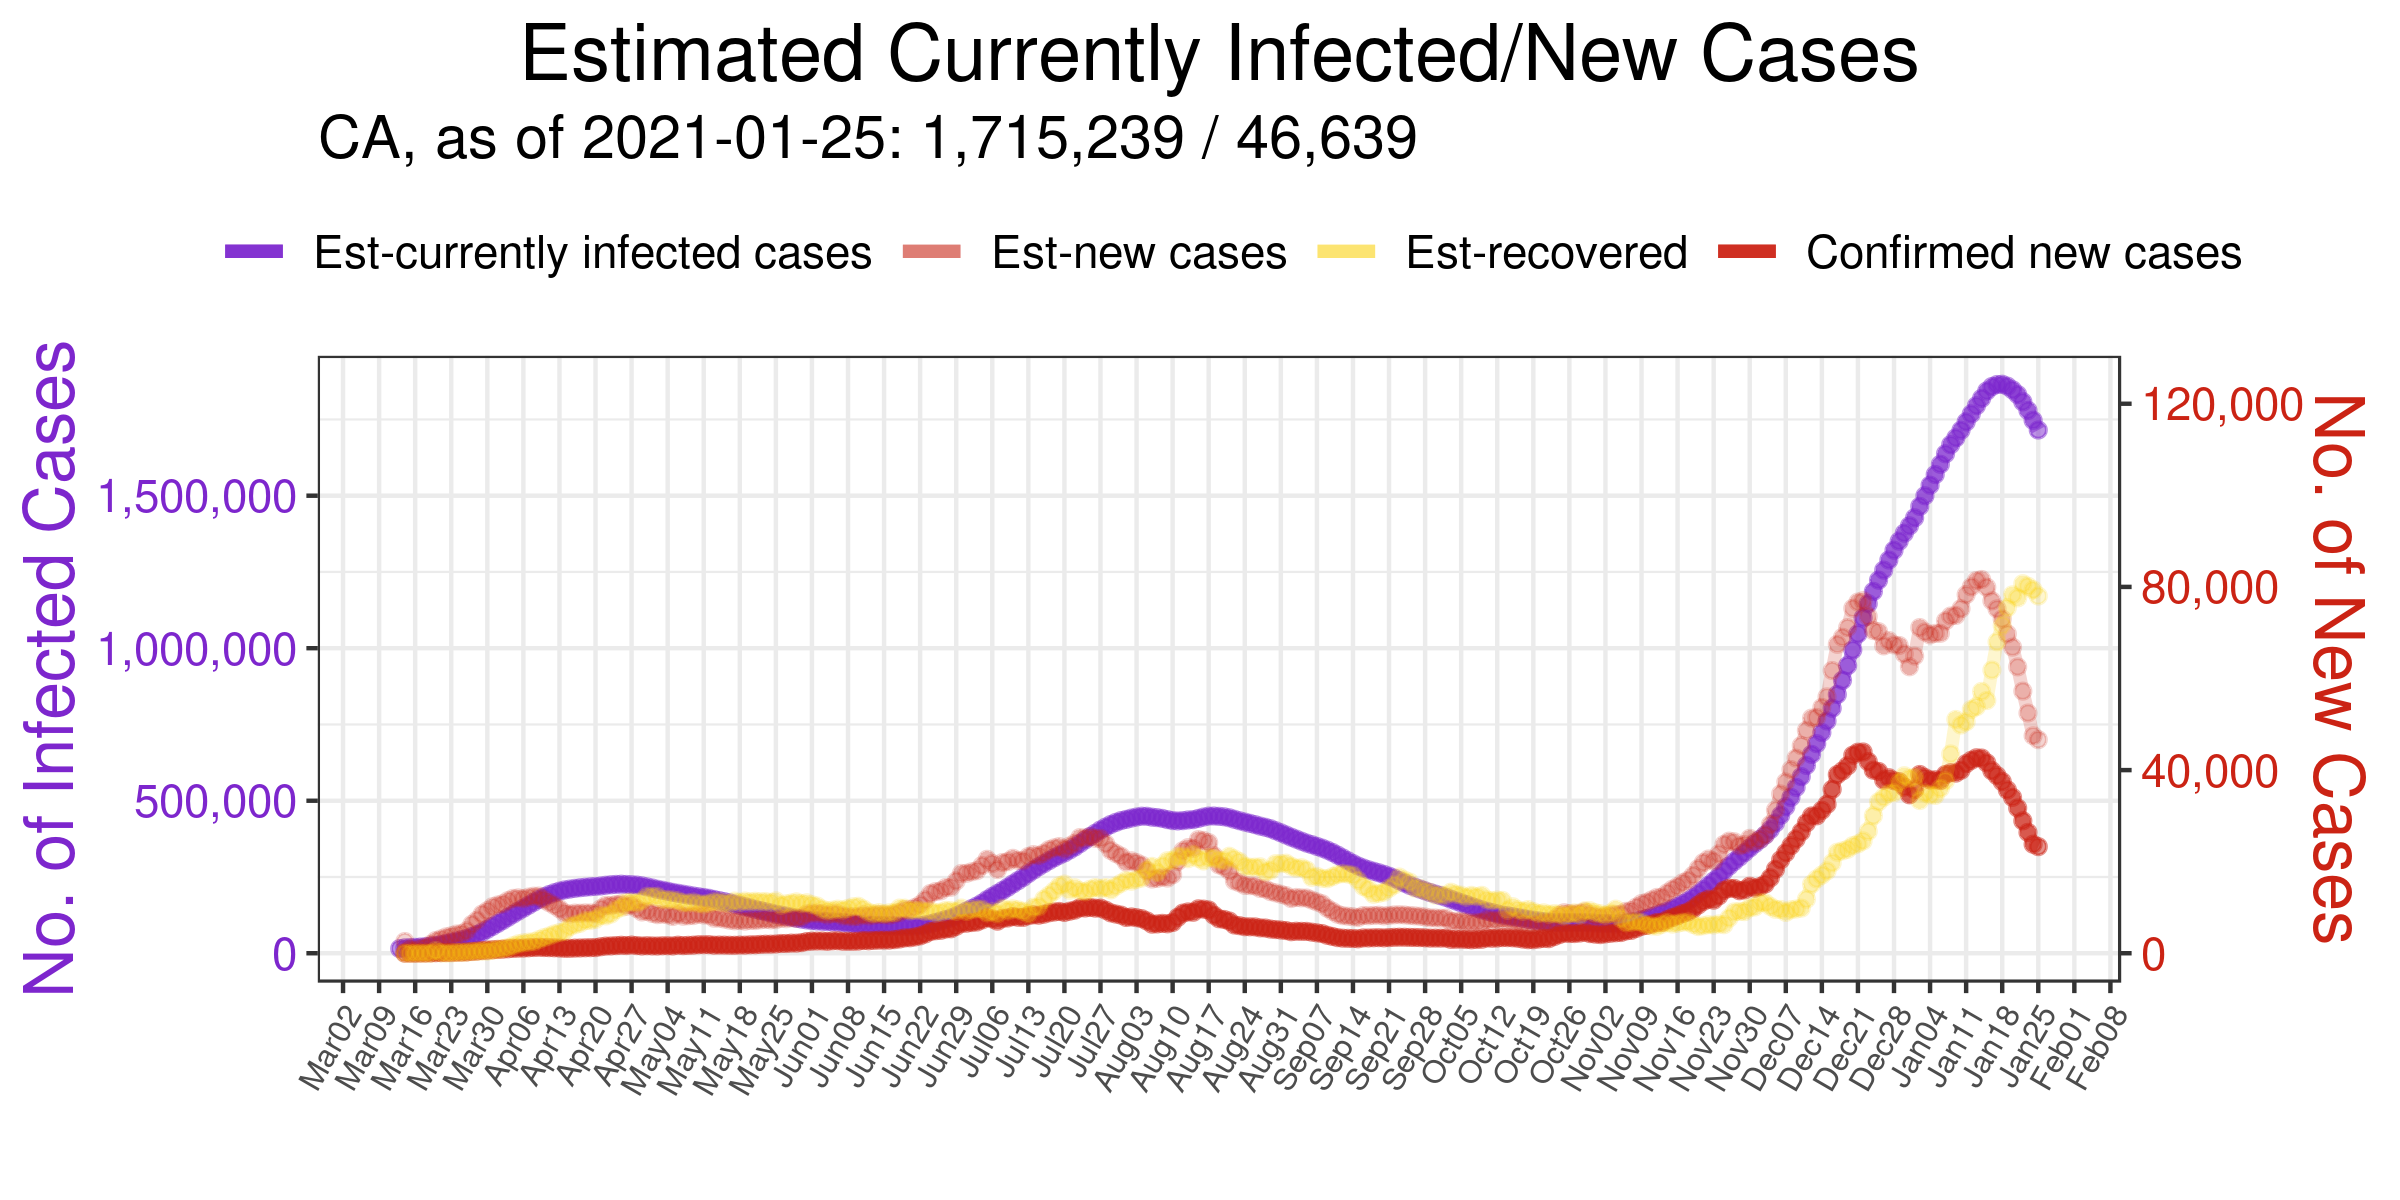 Estimated Currently Infected/New Cases
CA, as of 2021-01-25: 1,715,239 / 46,639
Est-currently infected cases Est-new cases Est-recovered Confirmed new cases
No. of Infected Cases
1,500,000
1,000,000
500,000
0
120,000
80,000
40,000
0
No. of New Cases
Mar02 Mar09 Mar16 Mar23 Mar30 Apr06 Apr13 Apr20 Apr27 May04 May11 May18 May25 Jun01 Jun08 Jun15 Jun22 Jun29 Jul06 Jul13 Jul20 Jul27 Aug03 Aug10 Aug17 Aug24 Aug31 Sep07 Sep14 Sep21 Sep28 Oct05 Oct12 Oct19 Oct26 Nov02 Nov09 Nov16 Nov23 Nov30 Dec07 Dec14 Dec21 Dec28 Jan04 Jan11 Jan18 Jan25 Feb01 Feb08